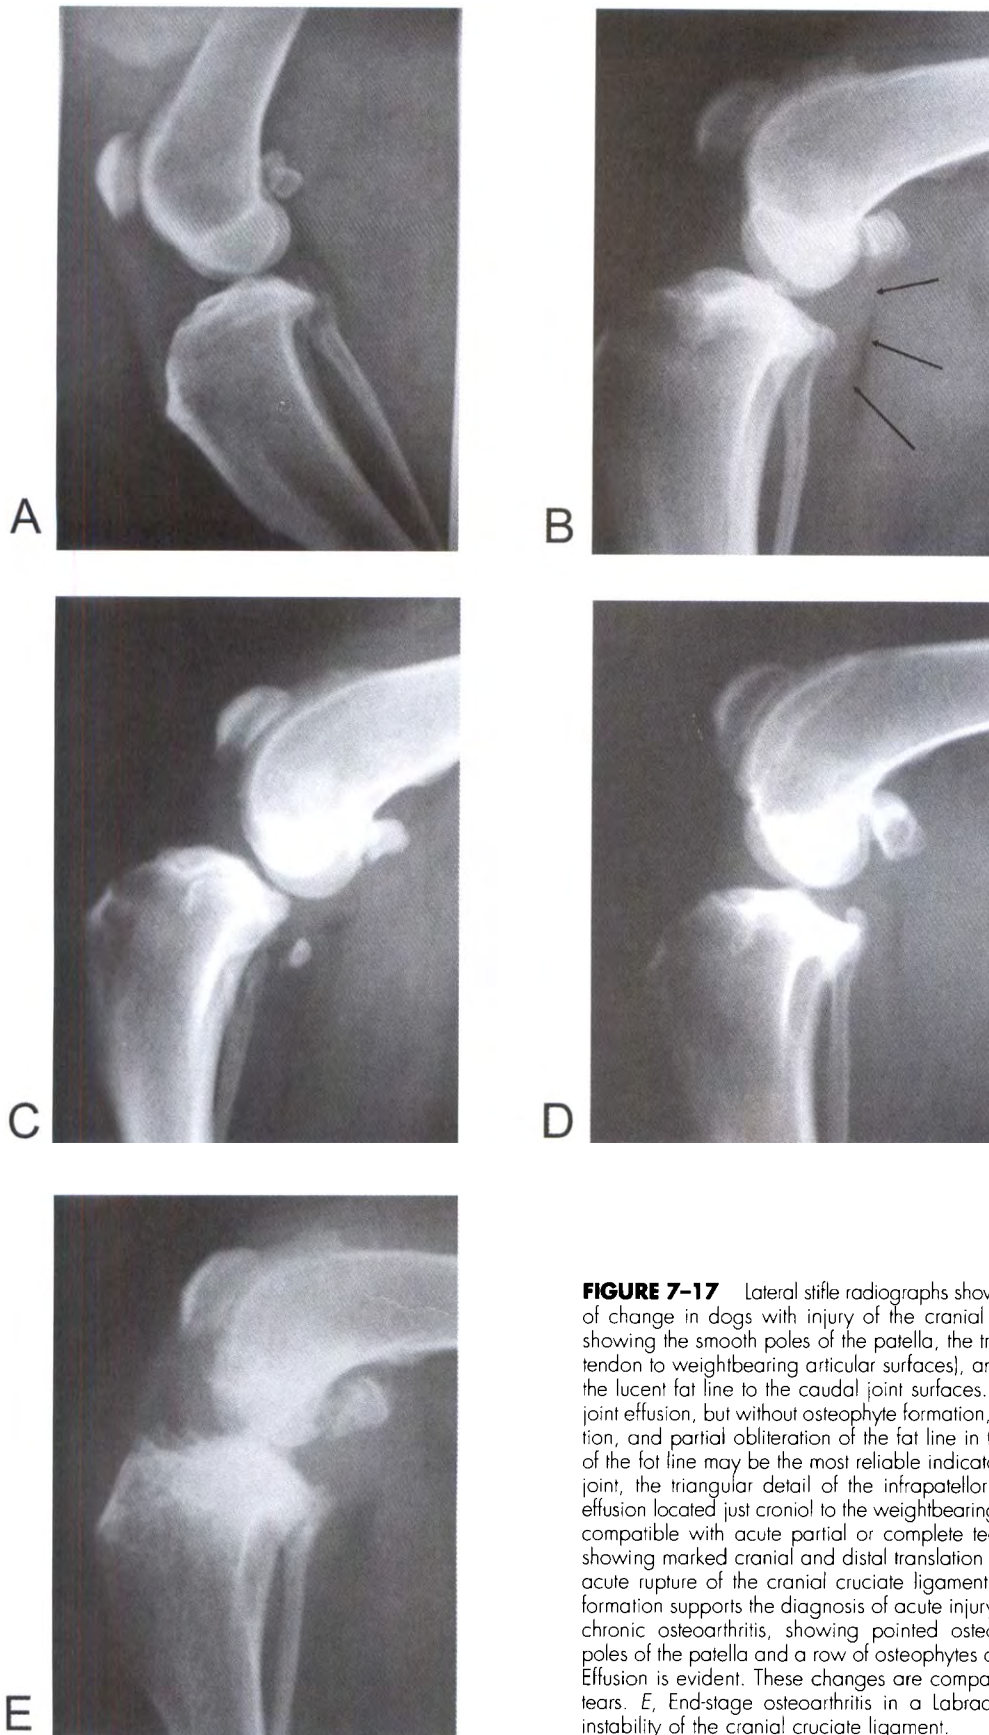 A
B
C
D
E
FIGURE 7–17 Lateral stifle radiographs show
of change in dogs with injury of the cranial
showing the smooth poles of the patella, the tr
tendon to weightbearing articular surfaces), an
the lucent fat line to the caudal joint surfaces.
joint effusion, but without osteophyte formation,
tion, and partial obliteration of the fat line in
of the fot line may be the most reliable indicat
joint, the triangular detail of the infrapatellor
effusion located just croniol to the weightbearing
compatible with acute partial or complete te
showing marked cranial and distal translation
acute rupture of the cranial cruciate ligament
formation supports the diagnosis of acute injury
chronic osteoarthritis, showing pointed osteo
poles of the patella and a row of osteophytes
Effusion is evident. These changes are compa
tears. E, End-stage osteoarthritis in a Labrac
instability of the cranial cruciate ligament.